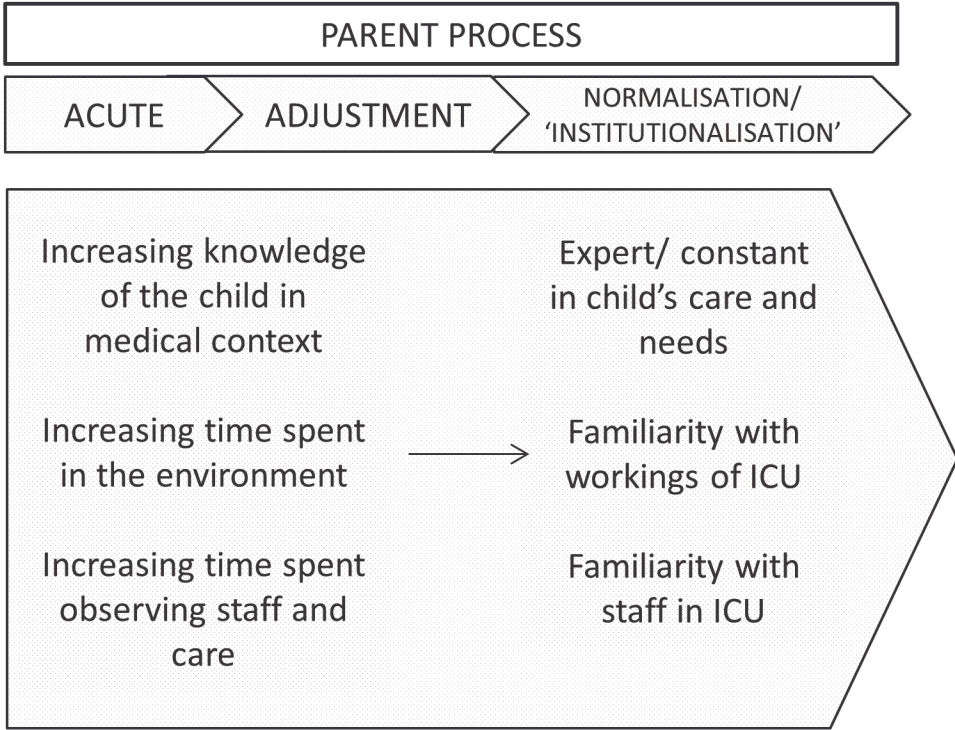 PARENT PROCESS
ACUTE
ADJUSTMENT
NORMALISATION/
‘INSTITUTIONALISATION’
Increasing knowledge
of the child in
medical context
Expert/ constant
in child’s care and
needs
Increasing time spent
in the environment
Familiarity with
workings of ICU
Increasing time spent
observing staff and
care
Familiarity with
staff in ICU